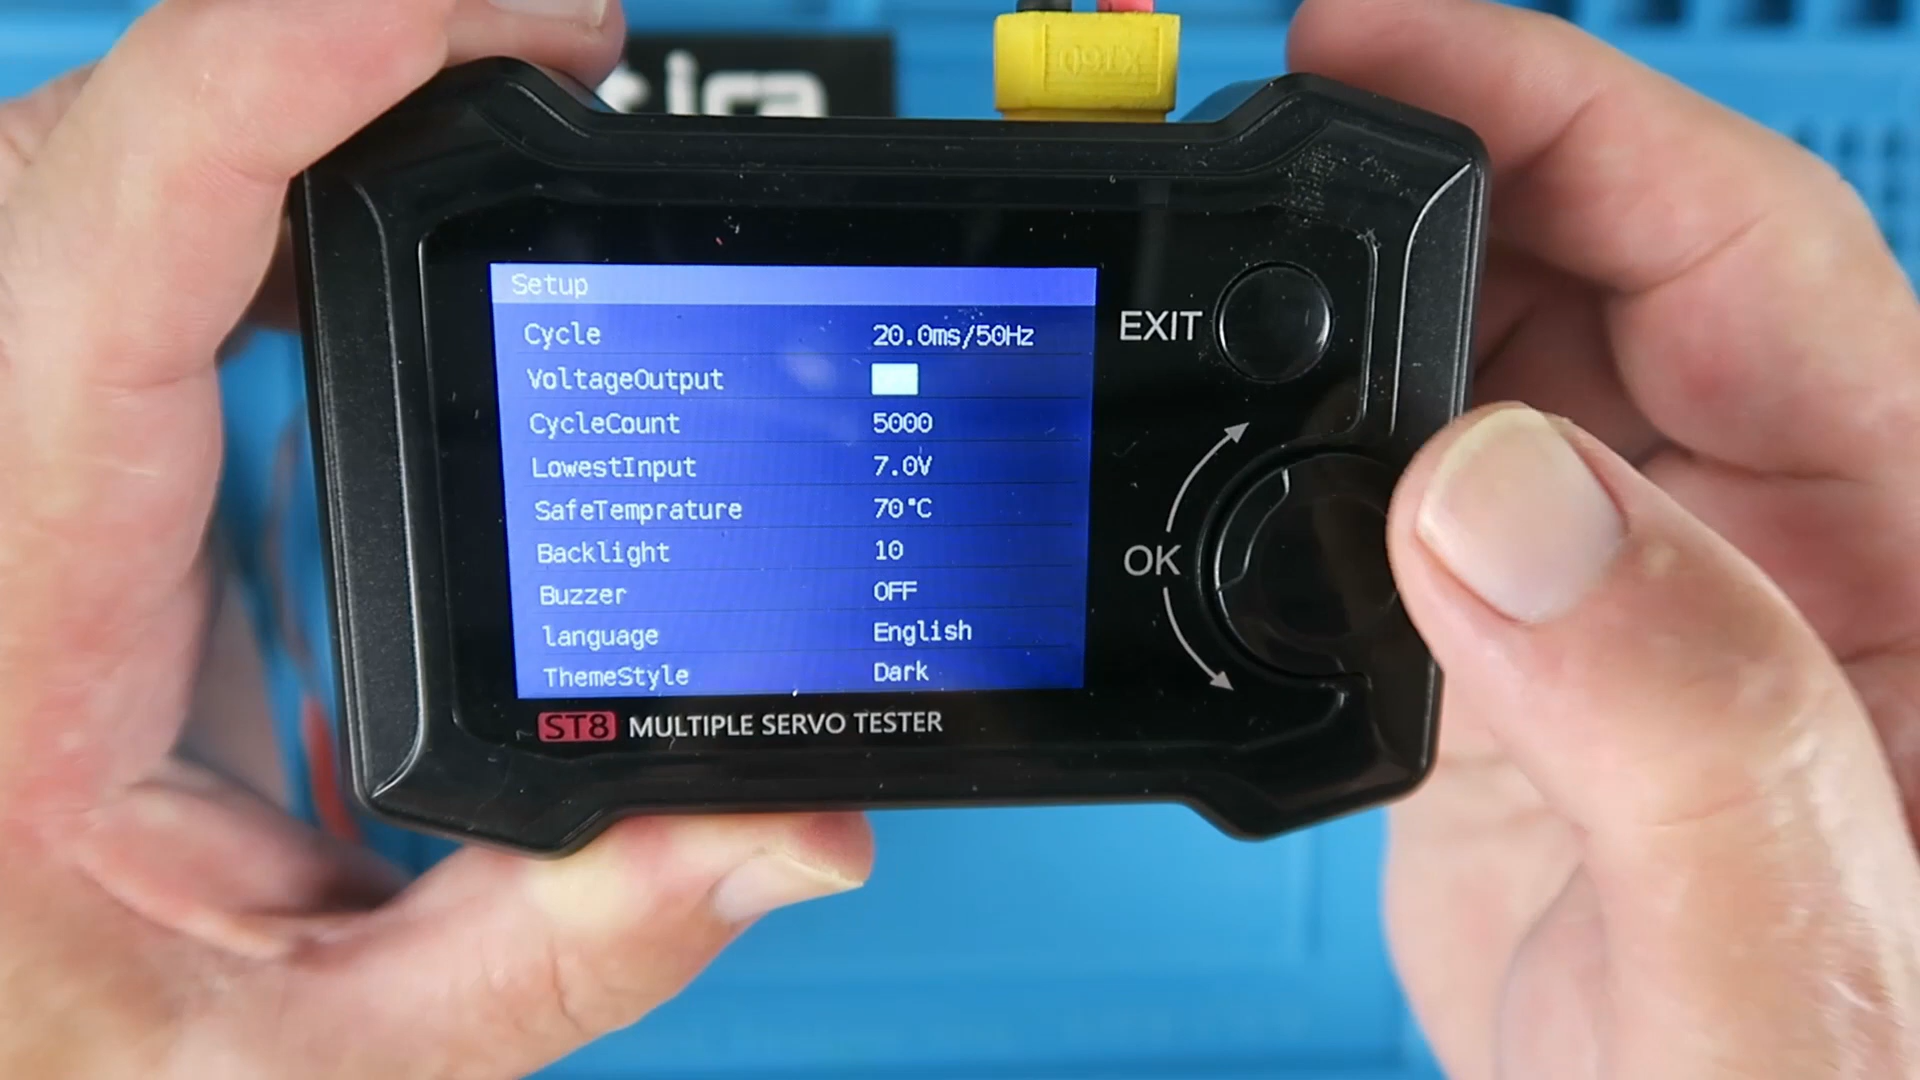 XT60
Setup
Cycle 20.0ms/50Hz
VoltageOutput
CycleCount 5000
LowestInput 7.0V
SafeTemprature 70°C
Backlight 10
Buzzer OFF
language English
ThemeStyle Dark
EXIT
OK
ST8 MULTIPLE SERVO TESTER